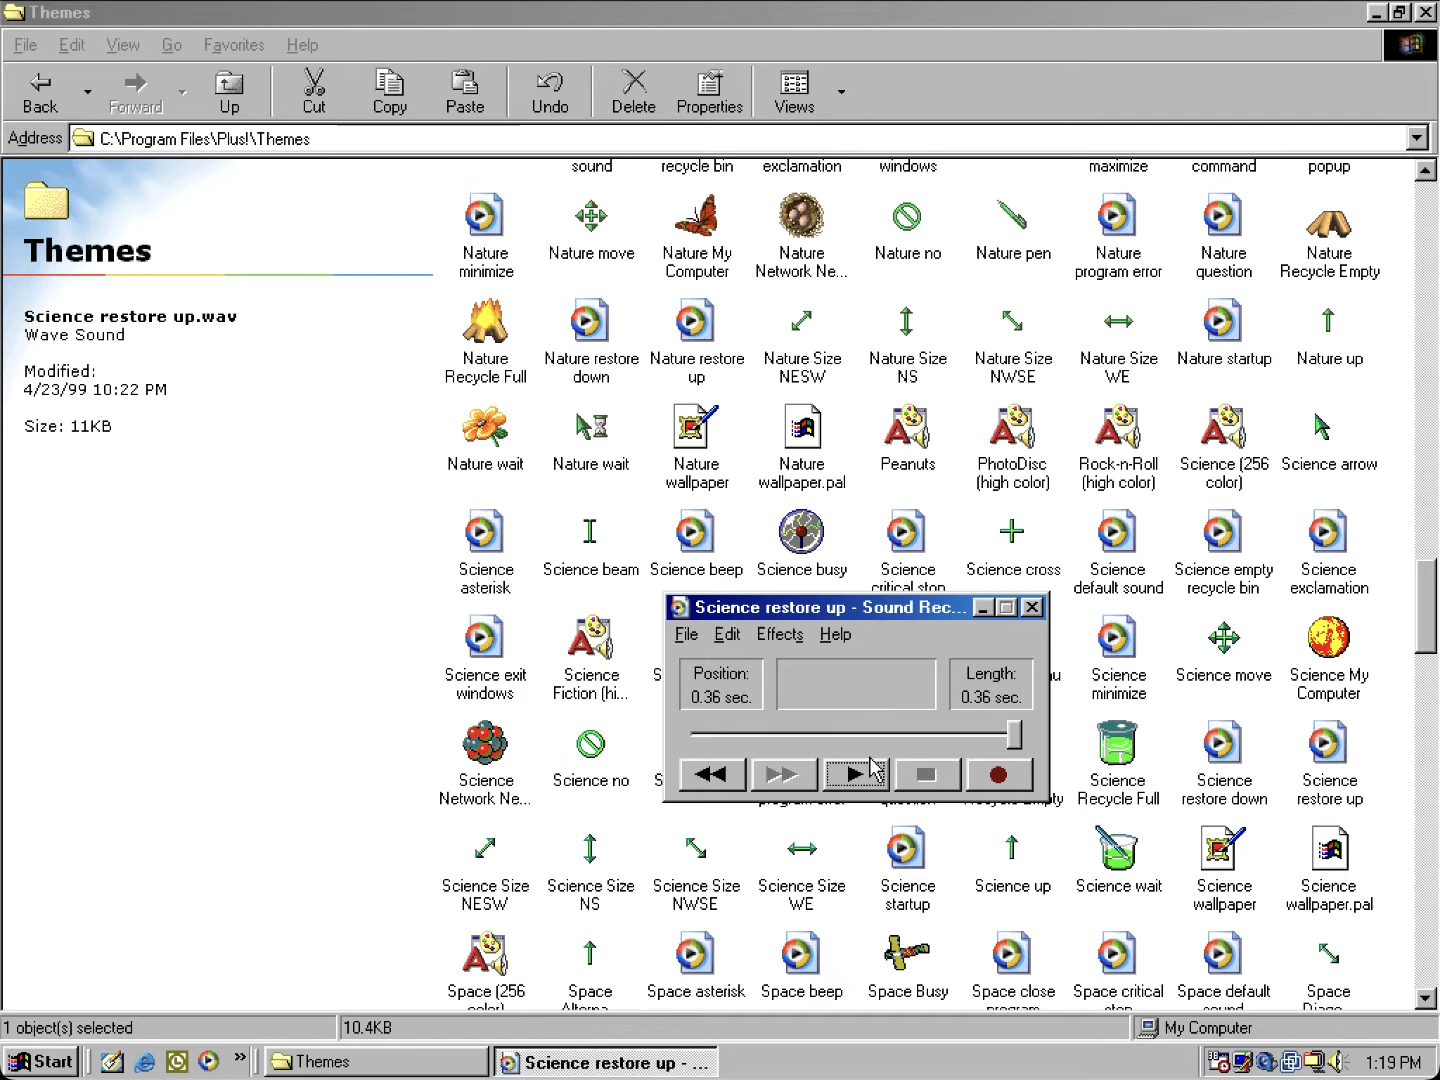 Themes
File Edit View Go Favorites Help
Back Forward Up Cut Copy Paste Undo Delete Properties Views
Address C:\Program Files\Plus!\Themes
sound recycle bin exclamation windows maximize command popup
Themes
Science restore up.wav
Wave Sound
Modified:
4/23/99 10:22 PM
Size: 11KB
Nature minimize
Nature move
Nature My Computer
Nature Network Ne...
Nature no
Nature pen
Nature program error
Nature question
Nature Recycle Empty
Nature Recycle Full
Nature restore down
Nature restore up
Nature Size NESW
Nature Size NS
Nature Size NWSE
Nature Size WE
Nature startup
Nature up
Nature wait
Nature wait
Nature wallpaper
Nature wallpaper.pal
Peanuts
PhotoDisc (high color)
Rock-n-Roll (high color)
Science (256 color)
Science arrow
Science asterisk
Science beam
Science beep
Science busy
Science critical stop
Science cross
Science default sound
Science empty recycle bin
Science exclamation
Science exit windows
Science Fiction (hi...
Science minimize
Science move
Science My Computer
Science Network Ne...
Science no
Science Recycle Full
Science restore down
Science restore up
Science restore up - Sound Rec...
File Edit Effects Help
Position:
0.36 sec.
Length:
0.36 sec.
Science Size NESW
Science Size NS
Science Size NWSE
Science Size WE
Science startup
Science up
Science wait
Science wallpaper
Science wallpaper.pal
Space (256 color)
Space Alterna...
Space asterisk
Space beep
Space Busy
Space close program
Space critical stop
Space default sound
Space Diago...
1 object(s) selected
10.4KB
My Computer
Start
»
Themes
Science restore up - ...
1:19 PM